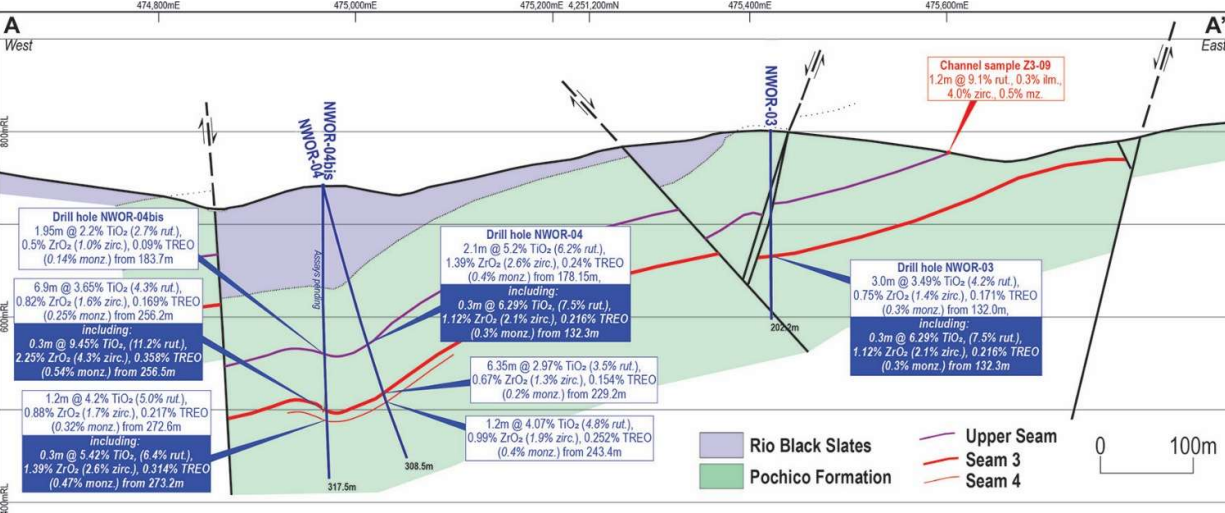 474,800mE
475,000mE
475,200mE 4,251,200mN
475,400mE
475,600mE
A
West
A'
East
800mRL
600mRL
400mRL
NWOR-04
NWOR-04bis
NWOR-03
Channel sample Z3-09
1.2m @ 9.1% rut., 0.3% ilm.,
4.0% zirc., 0.5% mz.
Drill hole NWOR-04bis
1.95m @ 2.2% TiO₂ (2.7% rut.),
0.5% ZrO₂ (1.0% zirc.), 0.09% TREO
(0.14% monz.) from 183.7m
6.9m @ 3.65% TiO₂ (4.3% rut.),
0.82% ZrO₂ (1.6% zirc.), 0.169% TREO
(0.25% monz.) from 256.2m
including:
0.3m @ 9.45% TiO₂, (11.2% rut.),
2.25% ZrO₂ (4.3% zirc.), 0.358% TREO
(0.54% monz.) from 256.5m
1.2m @ 4.2% TiO₂ (5.0% rut.),
0.88% ZrO₂ (1.7% zirc.), 0.217% TREO
(0.32% monz.) from 272.6m
including:
0.3m @ 5.42% TiO₂, (6.4% rut.),
1.39% ZrO₂ (2.6% zirc.), 0.314% TREO
(0.47% monz.) from 273.2m
Assays pending
Drill hole NWOR-04
2.1m @ 5.2% TiO₂ (6.2% rut.),
1.39% ZrO₂ (2.6% zirc.), 0.24% TREO
(0.4% monz.) from 178.15m,
including:
0.3m @ 6.29% TiO₂, (7.5% rut.),
1.12% ZrO₂ (2.1% zirc.), 0.216% TREO
(0.3% monz.) from 132.3m
6.35m @ 2.97% TiO₂ (3.5% rut.),
0.67% ZrO₂ (1.3% zirc.), 0.154% TREO
(0.2% monz.) from 229.2m
1.2m @ 4.07% TiO₂ (4.8% rut.),
0.99% ZrO₂ (1.9% zirc.), 0.252% TREO
(0.4% monz.) from 243.4m
Drill hole NWOR-03
3.0m @ 3.49% TiO₂ (4.2% rut.),
0.75% ZrO₂ (1.4% zirc.), 0.171% TREO
(0.3% monz.) from 132.0m,
including:
0.3m @ 6.29% TiO₂, (7.5% rut.),
1.12% ZrO₂ (2.1% zirc.), 0.216% TREO
(0.3% monz.) from 132.3m
202.2m
308.5m
317.5m
Rio Black Slates
Pochico Formation
Upper Seam
Seam 3
Seam 4
0 100m